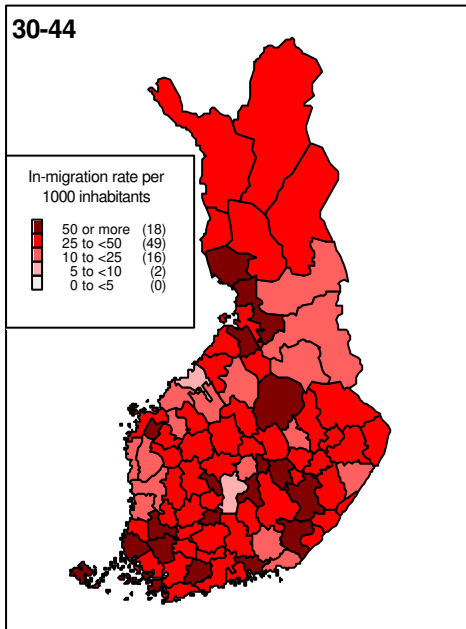 30-44
In-migration rate per
1000 inhabitants
50 or more (18)
25 to <50 (49)
10 to <25 (16)
5 to <10 (2)
0 to <5 (0)